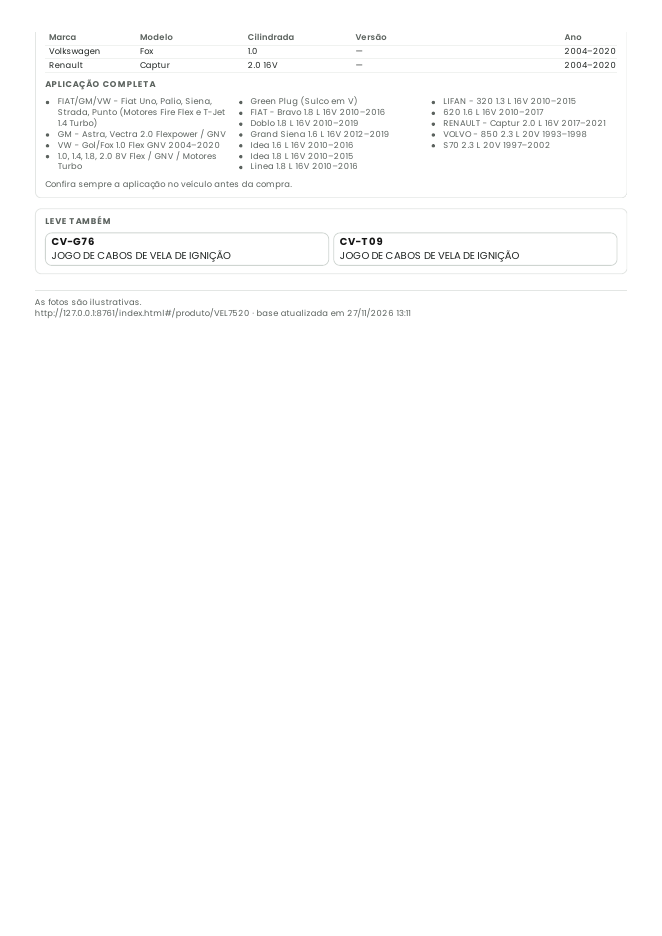 Marca Modelo Cilindrada Versão Ano
Volkswagen Fox 1.0 — 2004–2020
Renault Captur 2.0 16V — 2004–2020
APLICAÇÃO COMPLETA
• FIAT/GM/VW - Fiat Uno, Palio, Siena,
Strada, Punto (Motores Fire Flex e T-Jet
1.4 Turbo)
• GM - Astra, Vectra 2.0 Flexpower / GNV
• VW - Gol/Fox 1.0 Flex GNV 2004–2020
• 1.0, 1.4, 1.8, 2.0 8V Flex / GNV / Motores
Turbo
• Green Plug (Sulco em V)
• FIAT - Bravo 1.8 L 16V 2010–2016
• Doblo 1.8 L 16V 2010–2019
• Grand Siena 1.6 L 16V 2012–2019
• Idea 1.6 L 16V 2010–2016
• Idea 1.8 L 16V 2010–2015
• Linea 1.8 L 16V 2010–2016
• LIFAN - 320 1.3 L 16V 2010–2015
• 620 1.6 L 16V 2010–2017
• RENAULT - Captur 2.0 L 16V 2017–2021
• VOLVO - 850 2.3 L 20V 1993–1998
• S70 2.3 L 20V 1997–2002
Confira sempre a aplicação no veículo antes da compra.
LEVE TAMBÉM
CV-G76
JOGO DE CABOS DE VELA DE IGNIÇÃO
CV-T09
JOGO DE CABOS DE VELA DE IGNIÇÃO
As fotos são ilustrativas.
http://127.0.0.1:8761/index.html#/produto/VEL7520 · base atualizada em 27/11/2026 13:11